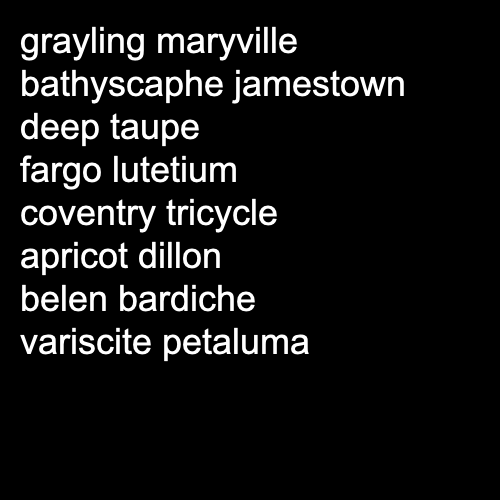 grayling maryville
bathyscaphe jamestown
deep taupe
fargo lutetium
coventry tricycle
apricot dillon
belen bardiche
variscite petaluma